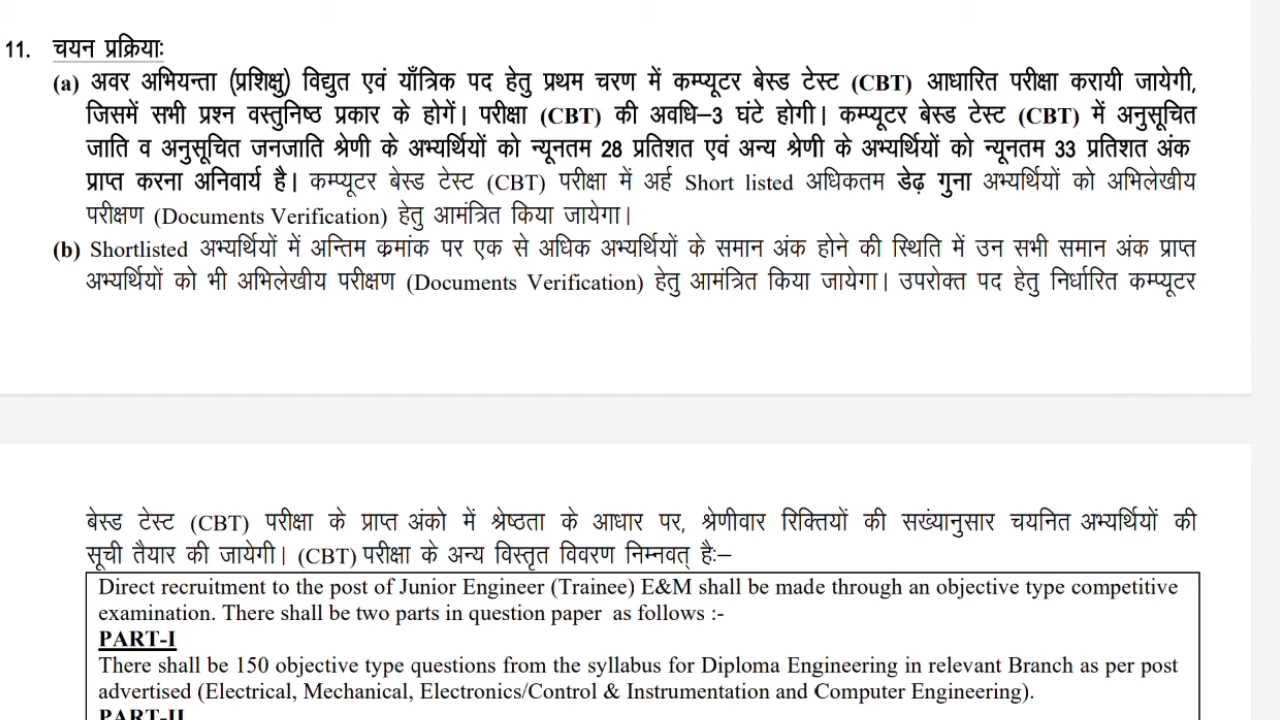 11. चयन प्रक्रियाः
(a) अवर अभियन्ता (प्रशिक्षु) विद्युत एवं याँत्रिक पद हेतु प्रथम चरण में कम्प्यूटर बेस्ड टेस्ट (CBT) आधारित परीक्षा करायी जायेगी,
जिसमें सभी प्रश्न वस्तुनिष्ठ प्रकार के होगें। परीक्षा (CBT) की अवधि–3 घंटे होगी। कम्प्यूटर बेस्ड टेस्ट (CBT) में अनुसूचित
जाति व अनुसूचित जनजाति श्रेणी के अभ्यर्थियों को न्यूनतम 28 प्रतिशत एवं अन्य श्रेणी के अभ्यर्थियों को न्यूनतम 33 प्रतिशत अंक
प्राप्त करना अनिवार्य है। कम्प्यूटर बेस्ड टेस्ट (CBT) परीक्षा में अर्ह Short listed अधिकतम डेढ़ गुना अभ्यर्थियों को अभिलेखीय
परीक्षण (Documents Verification) हेतु आमंत्रित किया जायेगा।
(b) Shortlisted अभ्यर्थियों में अन्तिम क्रमांक पर एक से अधिक अभ्यर्थियों के समान अंक होने की स्थिति में उन सभी समान अंक प्राप्त
अभ्यर्थियों को भी अभिलेखीय परीक्षण (Documents Verification) हेतु आमंत्रित किया जायेगा। उपरोक्त पद हेतु निर्धारित कम्प्यूटर
बेस्ड टेस्ट (CBT) परीक्षा के प्राप्त अंको में श्रेष्ठता के आधार पर, श्रेणीवार रिक्तियों की सख्ंयानुसार चयनित अभ्यर्थियों की
सूची तैयार की जायेगी। (CBT) परीक्षा के अन्य विस्तृत विवरण निम्नवत् हैः–
Direct recruitment to the post of Junior Engineer (Trainee) E&M shall be made through an objective type competitive
examination. There shall be two parts in question paper as follows :-
PART-I
There shall be 150 objective type questions from the syllabus for Diploma Engineering in relevant Branch as per post
advertised (Electrical, Mechanical, Electronics/Control & Instrumentation and Computer Engineering).
PART-II